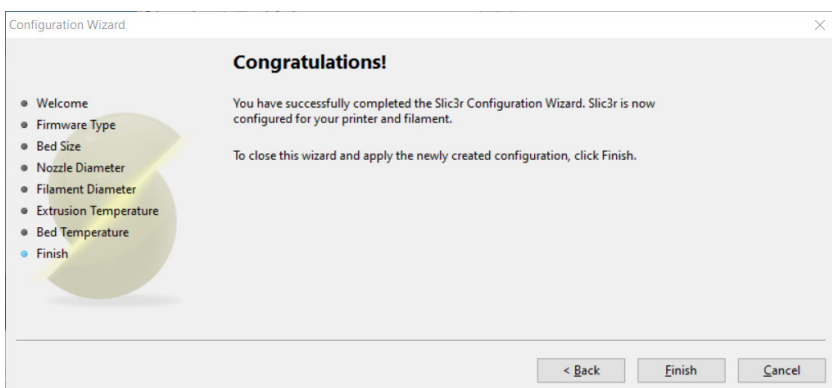 Configuration Wizard
Congratulations!
Welcome
Firmware Type
Bed Size
Nozzle Diameter
Filament Diameter
Extrusion Temperature
Bed Temperature
Finish
You have successfully completed the Slic3r Configuration Wizard. Slic3r is now
configured for your printer and filament.
To close this wizard and apply the newly created configuration, click Finish.
< Back
Finish
Cancel